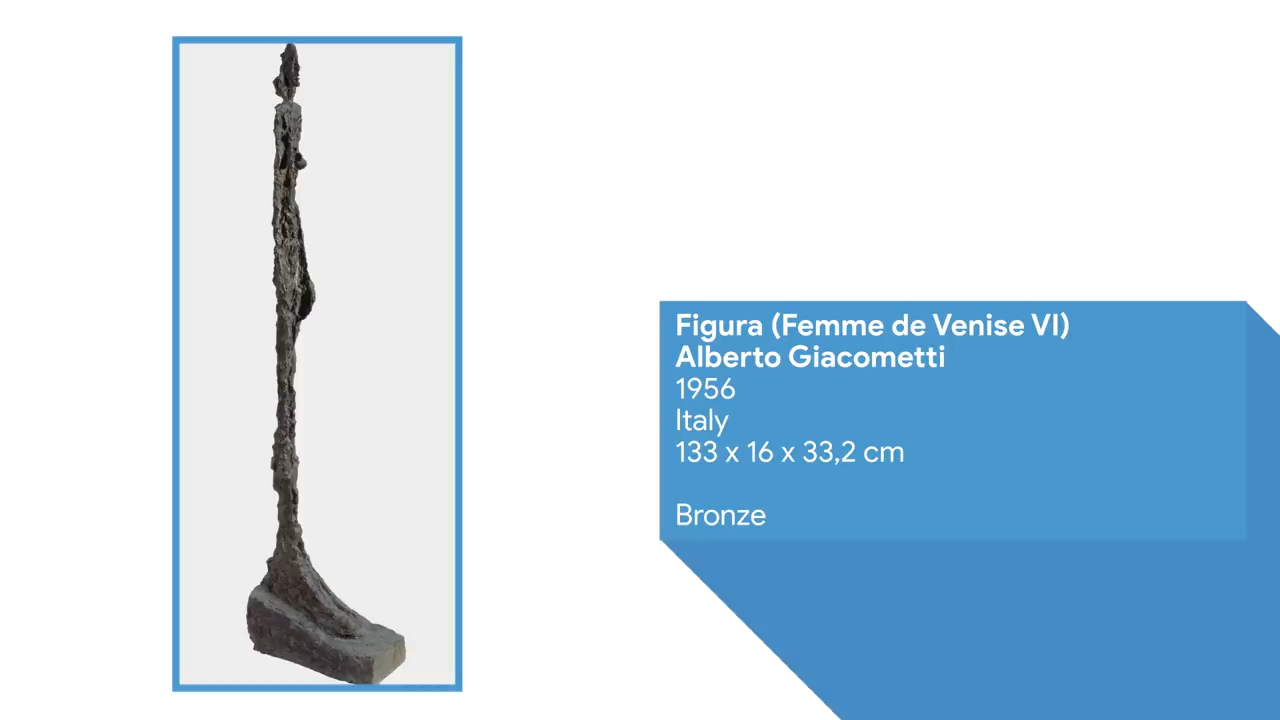 Figura (Femme de Venise VI)
Alberto Giacometti
1956
Italy
133 x 16 x 33,2 cm
Bronze